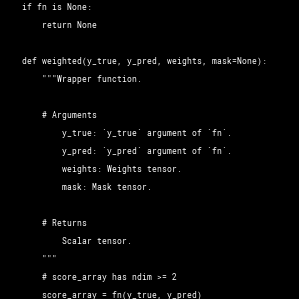 if fn is None:
return None
def weighted(y_true, y_pred, weights, mask=None):
"""Wrapper function.
# Arguments
y_true: `y_true` argument of `fn`.
y_pred: `y_pred` argument of `fn`.
weights: Weights tensor.
mask: Mask tensor.
# Returns
Scalar tensor.
"""
# score_array has ndim >= 2
score_array = fn(y_true, y_pred)